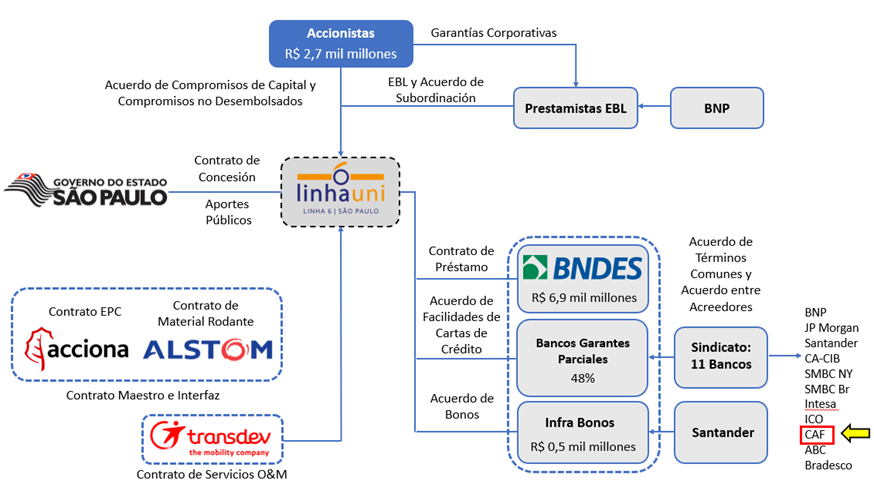 Accionistas
R$ 2,7 mil millones
Garantías Corporativas
Acuerdo de Compromisos de Capital y
Compromisos no Desembolsados
EBL y Acuerdo de
Subordinación
Prestamistas EBL
BNP
GOVERNO DO ESTADO
SÃO PAULO
Contrato de
Concesión
Aportes
Públicos
linhauni
LINHA 6 | SÃO PAULO
Contrato de
Préstamo
BNDES
R$ 6,9 mil millones
Acuerdo de
Términos
Comunes y
Acuerdo entre
Acreedores
Contrato EPC
acciona
Contrato de
Material Rodante
ALSTOM
Contrato Maestro e Interfaz
Acuerdo de
Facilidades de
Cartas de
Crédito
Bancos Garantes
Parciales
48%
Sindicato:
11 Bancos
BNP
JP Morgan
Santander
CA-CIB
SMBC NY
SMBC Br
Intesa
ICO
CAF
ABC
Bradesco
Acuerdo de
Bonos
Infra Bonos
R$ 0,5 mil millones
Santander
transdev
the mobility company
Contrato de Servicios O&M